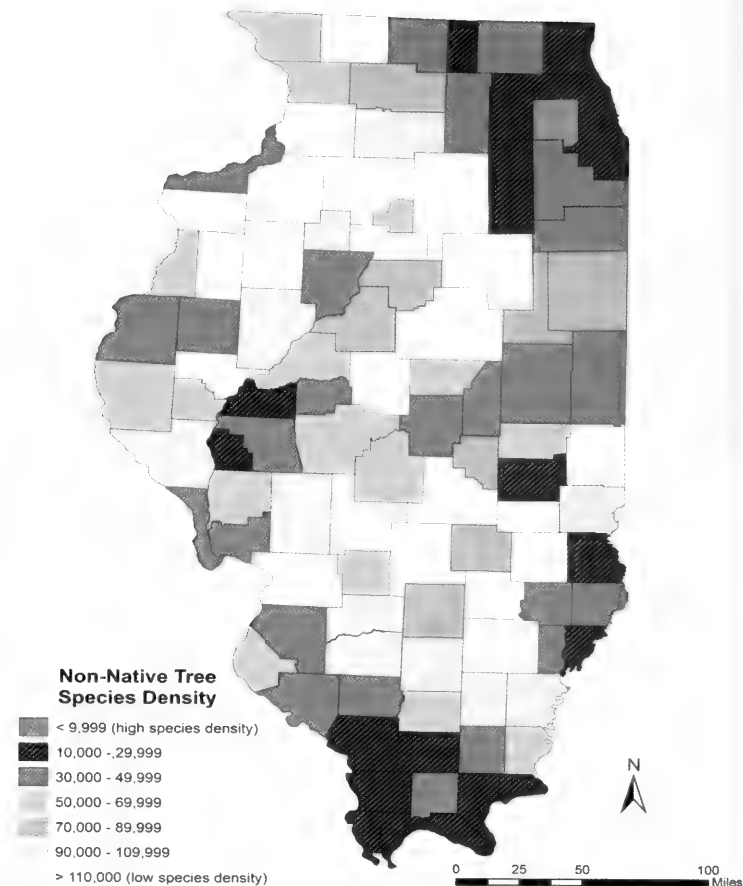 Non-Native Tree
Species Density
< 9,999 (high species density)
10,000 -,29,999
30,000 - 49,999
50,000 - 69,999
70,000 - 89,999
90,000 - 109,999
> 110,000 (low species density)
N
0 25 50 100
Miles